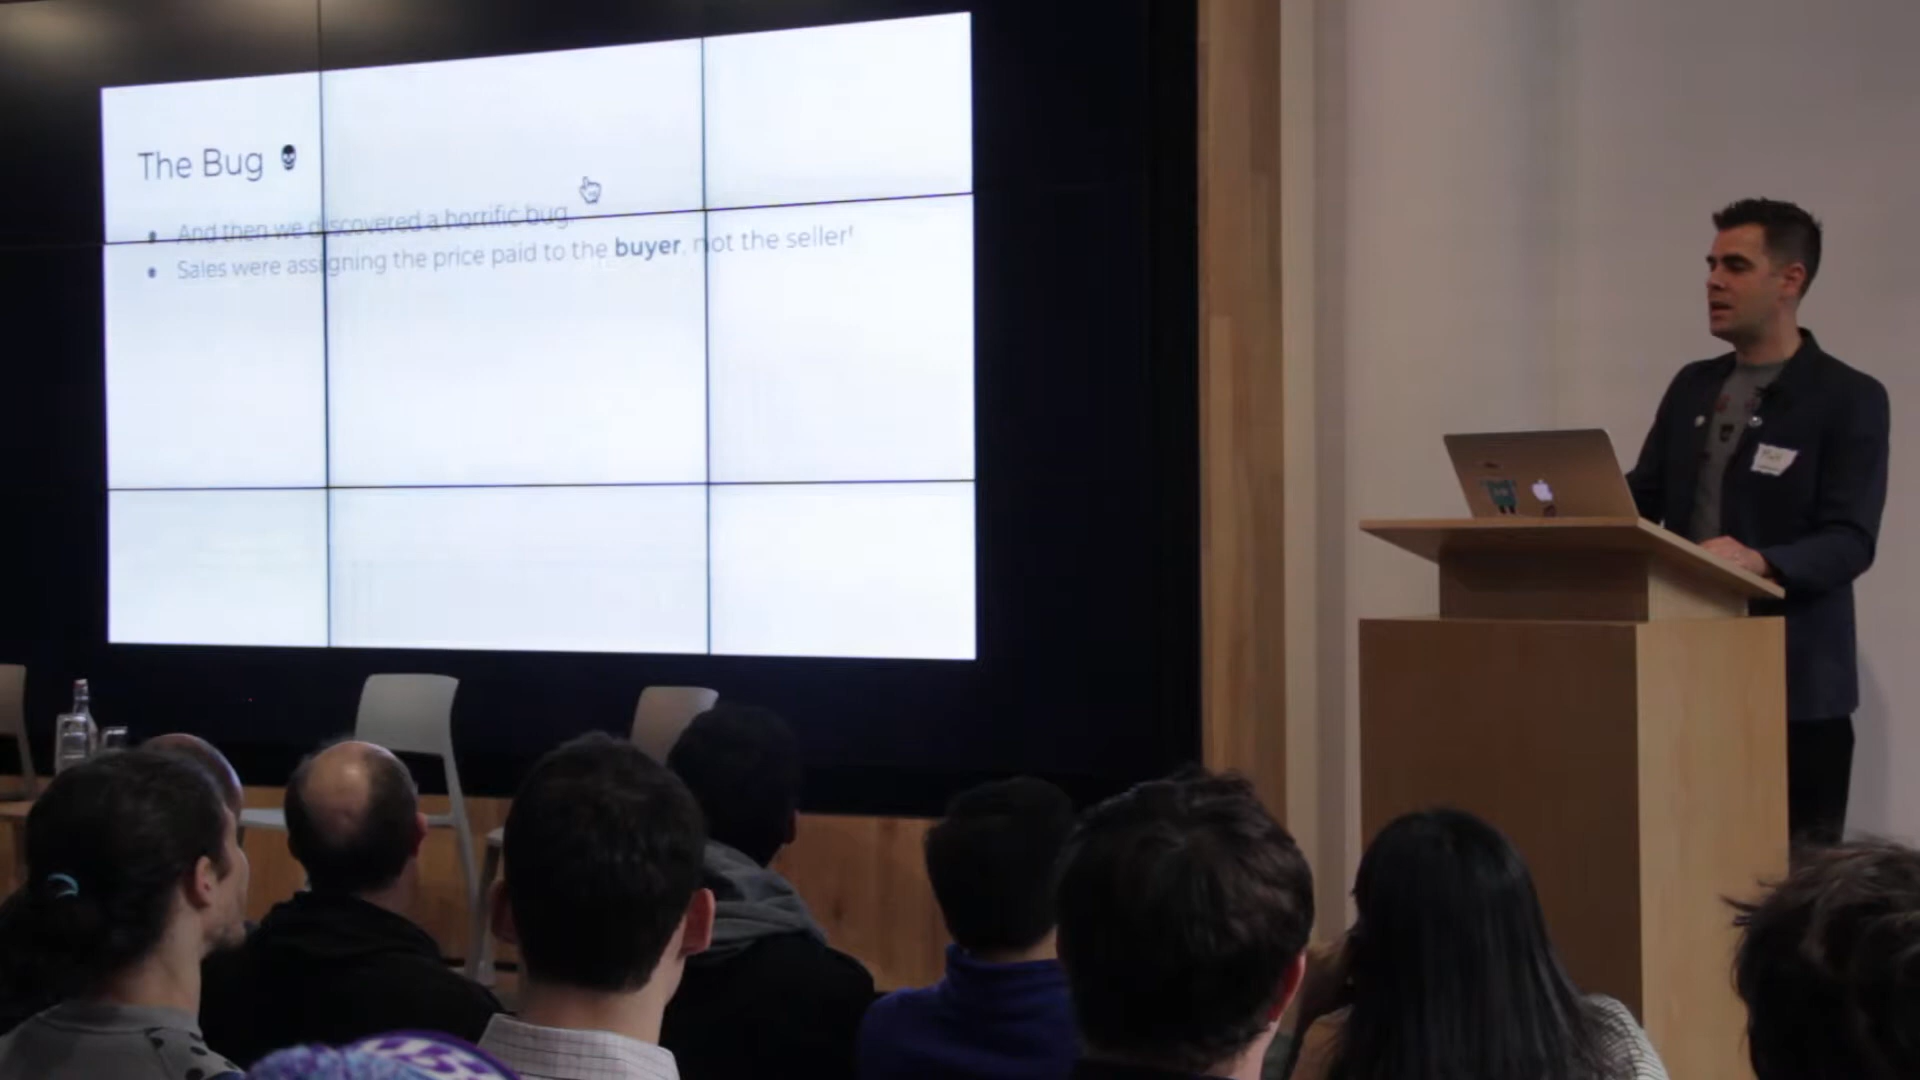 The Bug
And then we discovered a horrific bug.
Sales were assigning the price paid to the buyer, not the seller!